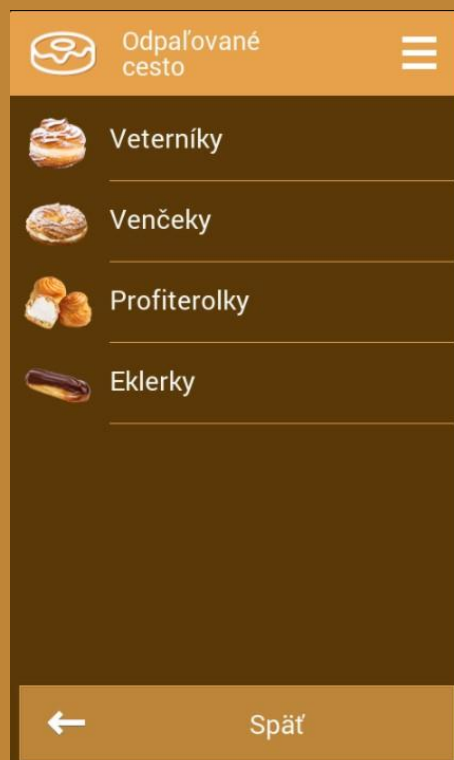 Odpaľované
cesto
Veterníky
Venčeky
Profiterolky
Eklerky
Späť